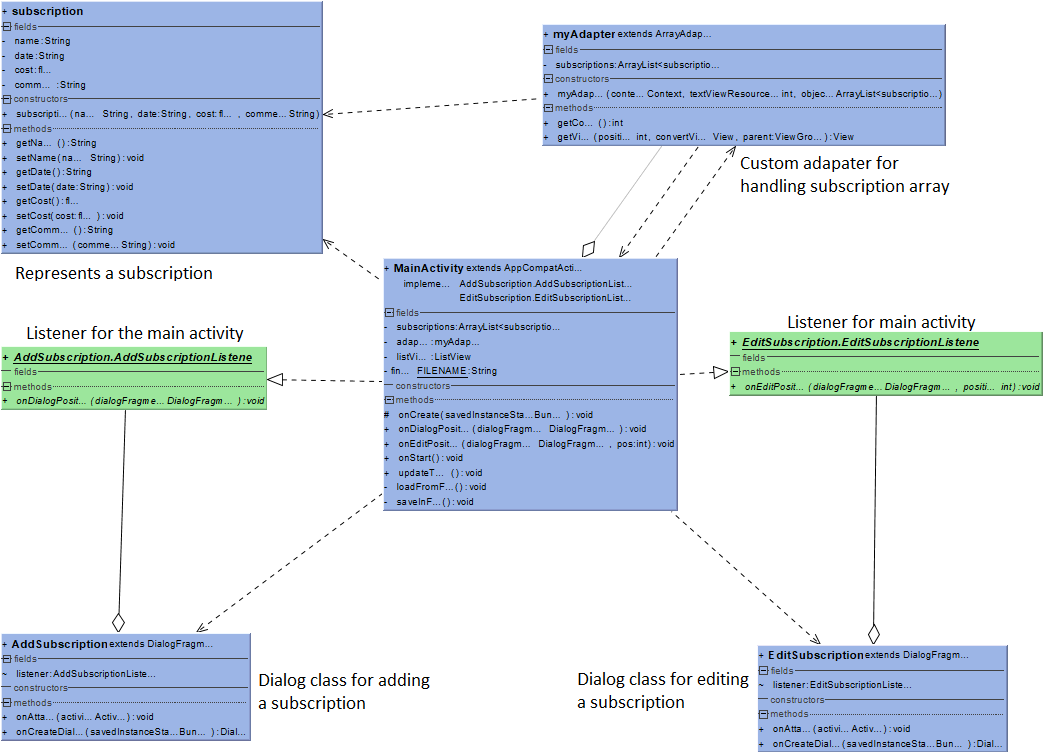 + subscription
fields
- name:String
- date:String
- cost:fl...
- comm... :String
constructors
+ subscripti... (na... String, date:String, cost:fl... , comme... String)
methods
+ getNa... ():String
+ setName(na... String):void
+ getDate():String
+ setDate(date:String):void
+ getCost():fl...
+ setCost(cost:fl... ):void
+ getComm... ():String
+ setComm... (comme... String):void
Represents a subscription
+ myAdapter extends ArrayAdap...
fields
- subscriptions:ArrayList<subscriptio...
constructors
+ myAdap... (conte... Context, textViewResource... int, objec... ArrayList<subscriptio...)
methods
+ getCo... ():int
+ getVi... (positi... int, convertVi... View, parent:ViewGro... ):View
Custom adapater for
handling subscription array
+ MainActivity extends AppCompatActi...
impleme... AddSubscription.AddSubscriptionList...
EditSubscription.EditSubscriptionList...
fields
- subscriptions:ArrayList<subscriptio...
- adap... :myAdap...
- listVi... :ListView
- fin... FILENAME:String
constructors
methods
# onCreate(savedInstanceSta... Bun... ):void
+ onDialogPosit... (dialogFragm... DialogFragm... ):void
+ onEditPosit... (dialogFragm... DialogFragm... , pos:int):void
+ onStart():void
+ updateT... ():void
- loadFromF...():void
- saveInF...():void
Listener for the main activity
+ AddSubscription.AddSubscriptionListene
fields
methods
+ onDialogPosit... (dialogFragme... DialogFragm... ):void
Listener for main activity
+ EditSubscription.EditSubscriptionListene
fields
methods
+ onEditPosit... (dialogFragme... DialogFragm... , positi... int):void
+ AddSubscription extends DialogFragm...
fields
~ listener:AddSubscriptionListe...
constructors
methods
+ onAtta... (activi... Activ...):void
+ onCreateDial... (savedInstanceSta... Bun... ):Dial...
Dialog class for adding
a subscription
Dialog class for editing
a subscription
+ EditSubscription extends DialogFragm...
fields
~ listener:EditSubscriptionListe...
constructors
methods
+ onAtta... (activi... Activ... ):void
+ onCreateDial... (savedInstanceSta... Bun... ):Dial...